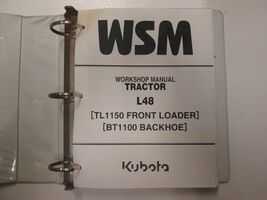 WSM
WORKSHOP MANUAL
TRACTOR
L48
[TL1150 FRONT LOADER]
[BT1100 BACKHOE]
Kubota